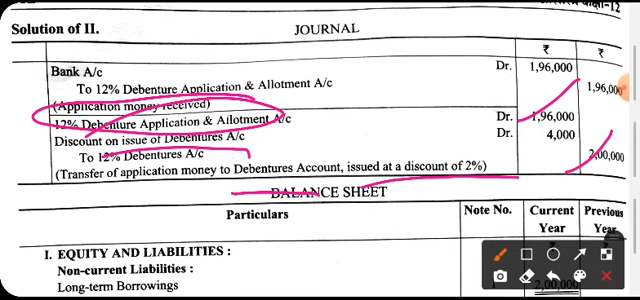 -12
Solution of II.
JOURNAL
₹ ₹
Bank A/c Dr. 1,96,000
To 12% Debenture Application & Allotment A/c 1,96,000
(Application money received)
12% Debenture Application & Allotment A/c Dr. 1,96,000
Discount on issue of Debentures A/c Dr. 4,000
To 12% Debentures A/c 2,00,000
(Transfer of application money to Debentures Account, issued at a discount of 2%)
BALANCE SHEET
Particulars Note No. Current Year Previous Year
I. EQUITY AND LIABILITIES :
Non-current Liabilities :
Long-term Borrowings 1 2,00,000